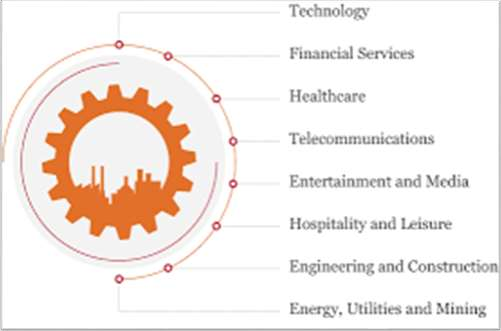 Technology
Financial Services
Healthcare
Telecommunications
Entertainment and Media
Hospitality and Leisure
Engineering and Construction
Energy, Utilities and Mining